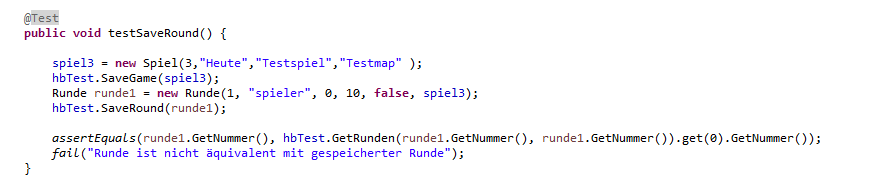 @Test
public void testSaveRound() {
spiel3 = new Spiel(3,"Heute","Testspiel","Testmap" );
hbTest.SaveGame(spiel3);
Runde runde1 = new Runde(1, "spieler", 0, 10, false, spiel3);
hbTest.SaveRound(runde1);
assertEquals(runde1.GetNummer(), hbTest.GetRunden(runde1.GetNummer(), runde1.GetNummer()).get(0).GetNummer());
fail("Runde ist nicht äquivalent mit gespeicherter Runde");
}